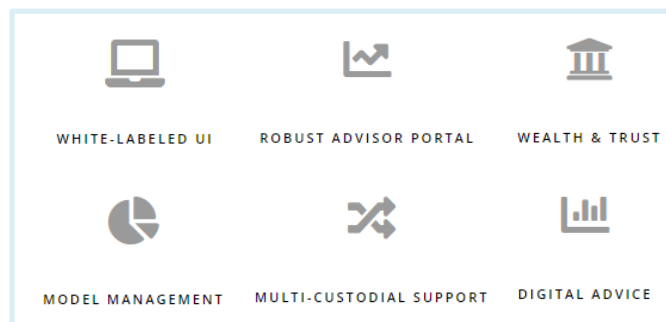 WHITE-LABELED UI
ROBUST ADVISOR PORTAL
WEALTH & TRUST
MODEL MANAGEMENT
MULTI-CUSTODIAL SUPPORT
DIGITAL ADVICE